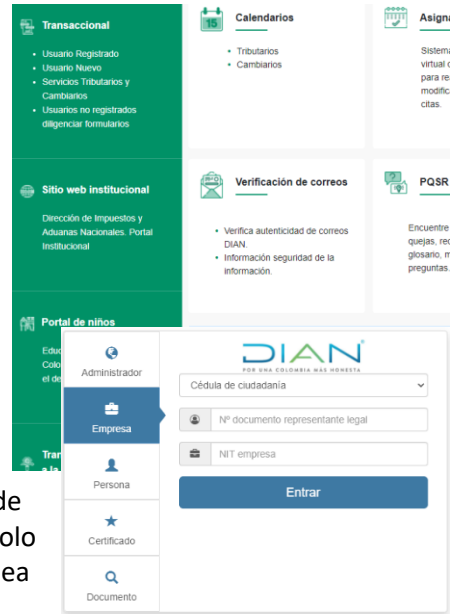 Transaccional
Usuario Registrado
Usuario Nuevo
Servicios Tributarios y
Cambiarios
Usuarios no registrados
diligenciar formularios
Calendarios
15
Tributarios
Cambiarios
Sistema
virtual
para
citas.
Sitio web institucional
Dirección de Impuestos y
Aduanas Nacionales. Portal
Institucional
Verificación de correos
Verifica autenticidad de correos
DIAN.
Información seguridad de la
información.
PQSR
Encuentre
quejas,
glosario,
preguntas.
Portal de niños
el
a la
DIAN
POR UNA COLOMBIA MÁS HONESTA
Administrador
Empresa
Persona
Certificado
Documento
Cédula de ciudadanía
Nº documento representante legal
NIT empresa
Entrar
de
olo
ea